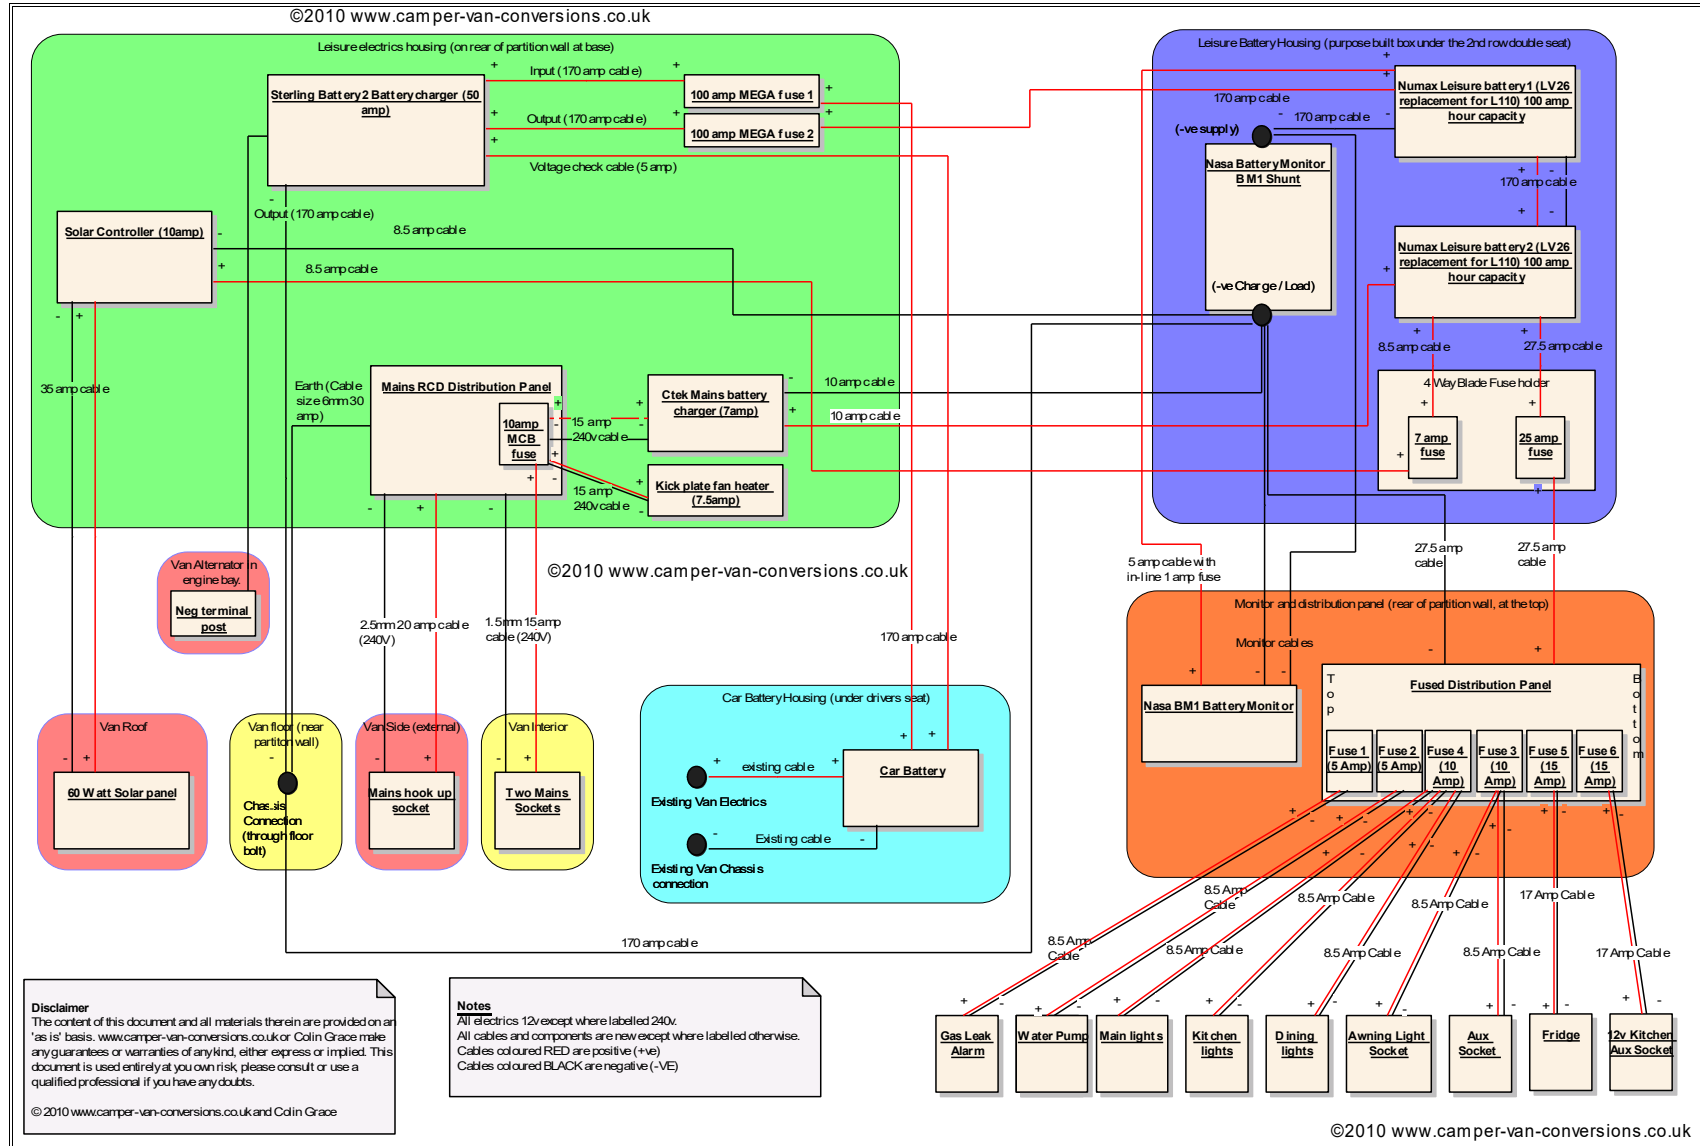 ©2010 www.camper-van-conversions.co.uk
Leisure electrics housing (on rear of partition wall at base)
Sterling Battery2 Battery charger (50
amp)
+
Input (170 amp cable)
+
100 amp MEGA fuse 1
+
+
Output (170 amp cable)
+
100 amp MEGA fuse 2
+
+
Voltage check cable (5 amp)
-
Output (170 amp cable)
Solar Controller (10amp)
-
8.5 amp cable
+
8.5 amp cable
-
+
35 amp cable
Earth (Cable
size 6mm 30
amp)
Mains RCD Distribution Panel
10amp
MCB
fuse
+
-
+
+
-
15 amp
240v cable
+
-
Ctek Mains battery
charger (7amp)
-
10 amp cable
+
10 amp cable
15 amp
240v cable
+
-
Kick plate fan heater
(7.5amp)
-
+
-
Leisure Battery Housing (purpose built box under the 2nd row double seat)
+
+
170 amp cable
-
-
170 amp cable
Numax Leisure battery 1 (LV26
replacement for L110) 100 amp
hour capacity
(-ve supply)
Nasa Battery Monitor
BM1 Shunt
(-ve Charge / Load)
+
-
170 amp cable
+
-
Numax Leisure battery 2 (LV26
replacement for L110) 100 amp
hour capacity
+
+
8.5 amp cable
+
27.5 amp cable
4 Way Blade Fuse holder
+
+
7 amp
fuse
25 amp
fuse
+
+
Van Alternator in
engine bay.
Neg terminal
post
©2010 www.camper-van-conversions.co.uk
2.5mm 20 amp cable
(240V)
1.5mm 15amp
cable (240V)
170 amp cable
5 amp cable with
in-line 1 amp fuse
27.5 amp
cable
27.5 amp
cable
Monitor and distribution panel (rear of partition wall, at the top)
Monitor cables
+
-
-
-
+
Nasa BM1 Battery Monitor
Top
Fused Distribution Panel
Bottom
Fuse 1
(5 Amp)
Fuse 2
(5 Amp)
Fuse 4
(10
Amp)
Fuse 3
(10
Amp)
Fuse 5
(15
Amp)
Fuse 6
(15
Amp)
Van Roof
-
+
60 Watt Solar panel
Van floor (near
partiton wall)
-
Chassis
Connection
(through floor
bolt)
Van Side (external)
-
+
Mains hook up
socket
Van Interior
-
+
Two Mains
Sockets
Car Battery Housing (under drivers seat)
+
+
Car Battery
+
existing cable
+
Existing Van Electrics
-
Existing cable
-
Existing Van Chassis
connection
170 amp cable
8.5 Amp
Cable
8.5 Amp
Cable
8.5 Amp Cable
8.5 Amp Cable
8.5 Amp Cable
8.5 Amp Cable
8.5 Amp Cable
17 Amp Cable
17 Amp Cable
Gas Leak
Alarm
Water Pump
Main lights
Kitchen
lights
Dining
lights
Awning Light
Socket
Aux
Socket
Fridge
12v Kitchen
Aux Socket
Disclaimer
The content of this document and all materials therein are provided on an
'as is' basis. www.camper-van-conversions.co.uk or Colin Grace make
any guarantees or warranties of any kind, either express or implied. This
document is used entirely at you own risk, please consult or use a
qualified professional if you have any doubts.
© 2010 www.camper-van-conversions.co.uk and Colin Grace
Notes
All electrics 12v except where labelled 240v.
All cables and components are new except where labelled otherwise.
Cables coloured RED are positive (+ve)
Cables coloured BLACK are negative (-VE)
©2010 www.camper-van-conversions.co.uk